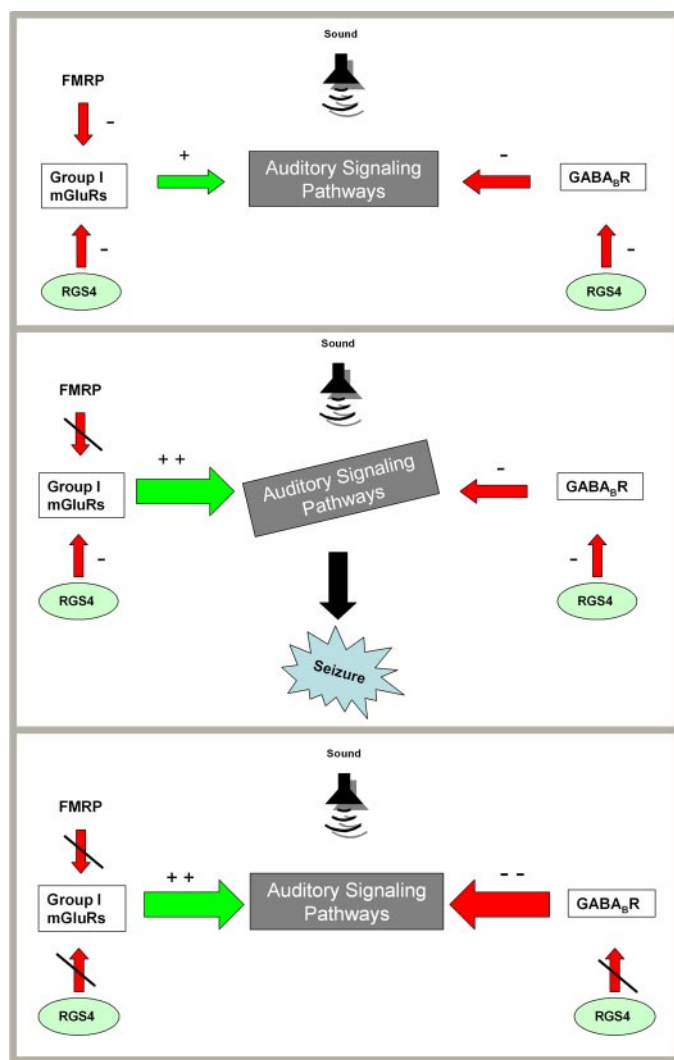 Sound
FMRP
-
+
-
Group I
mGluRs
Auditory Signaling
Pathways
GABABR
-
-
RGS4
RGS4
Sound
FMRP
+ +
-
Group I
mGluRs
Auditory Signaling
Pathways
GABABR
-
-
RGS4
RGS4
Seizure
Sound
FMRP
+ +
- -
Group I
mGluRs
Auditory Signaling
Pathways
GABABR
RGS4
RGS4